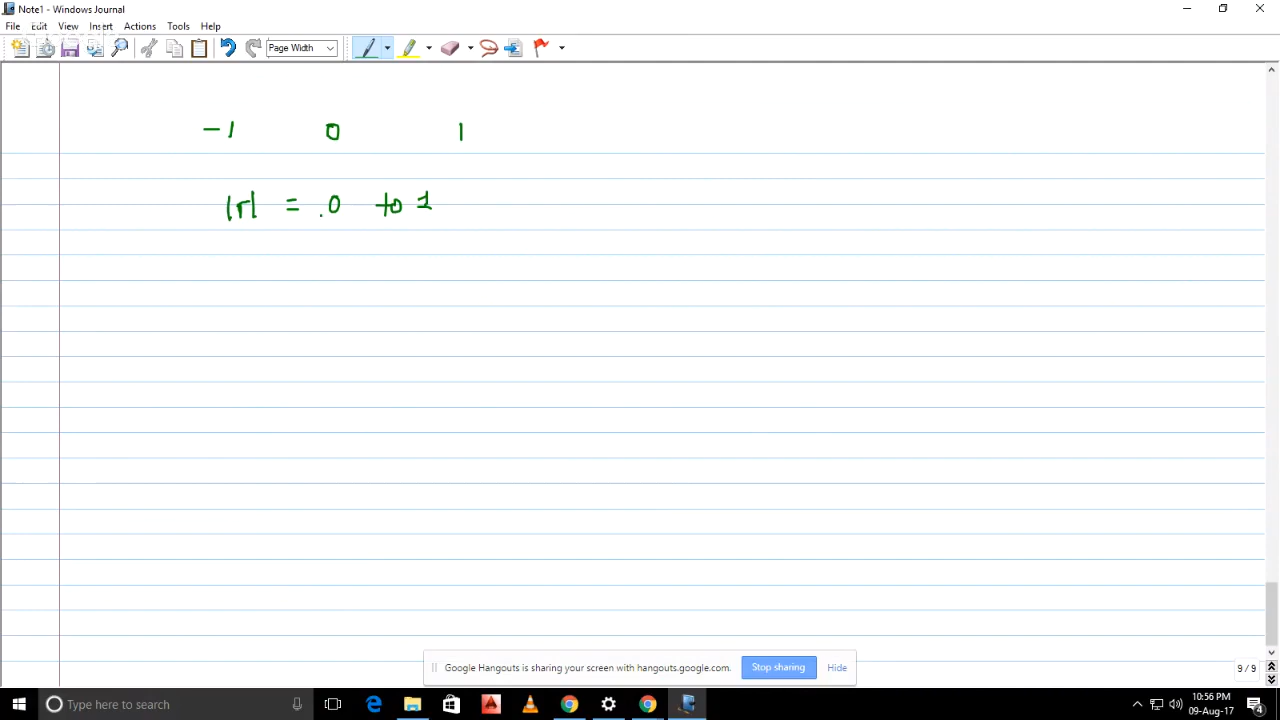 Note1 - Windows Journal
File Edit View Insert Actions Tools Help
Page Width
-1 0 1
|r| = .0 to 1
Google Hangouts is sharing your screen with hangouts.google.com. Stop sharing Hide
9 / 9
Type here to search
10:56 PM
09-Aug-17
4